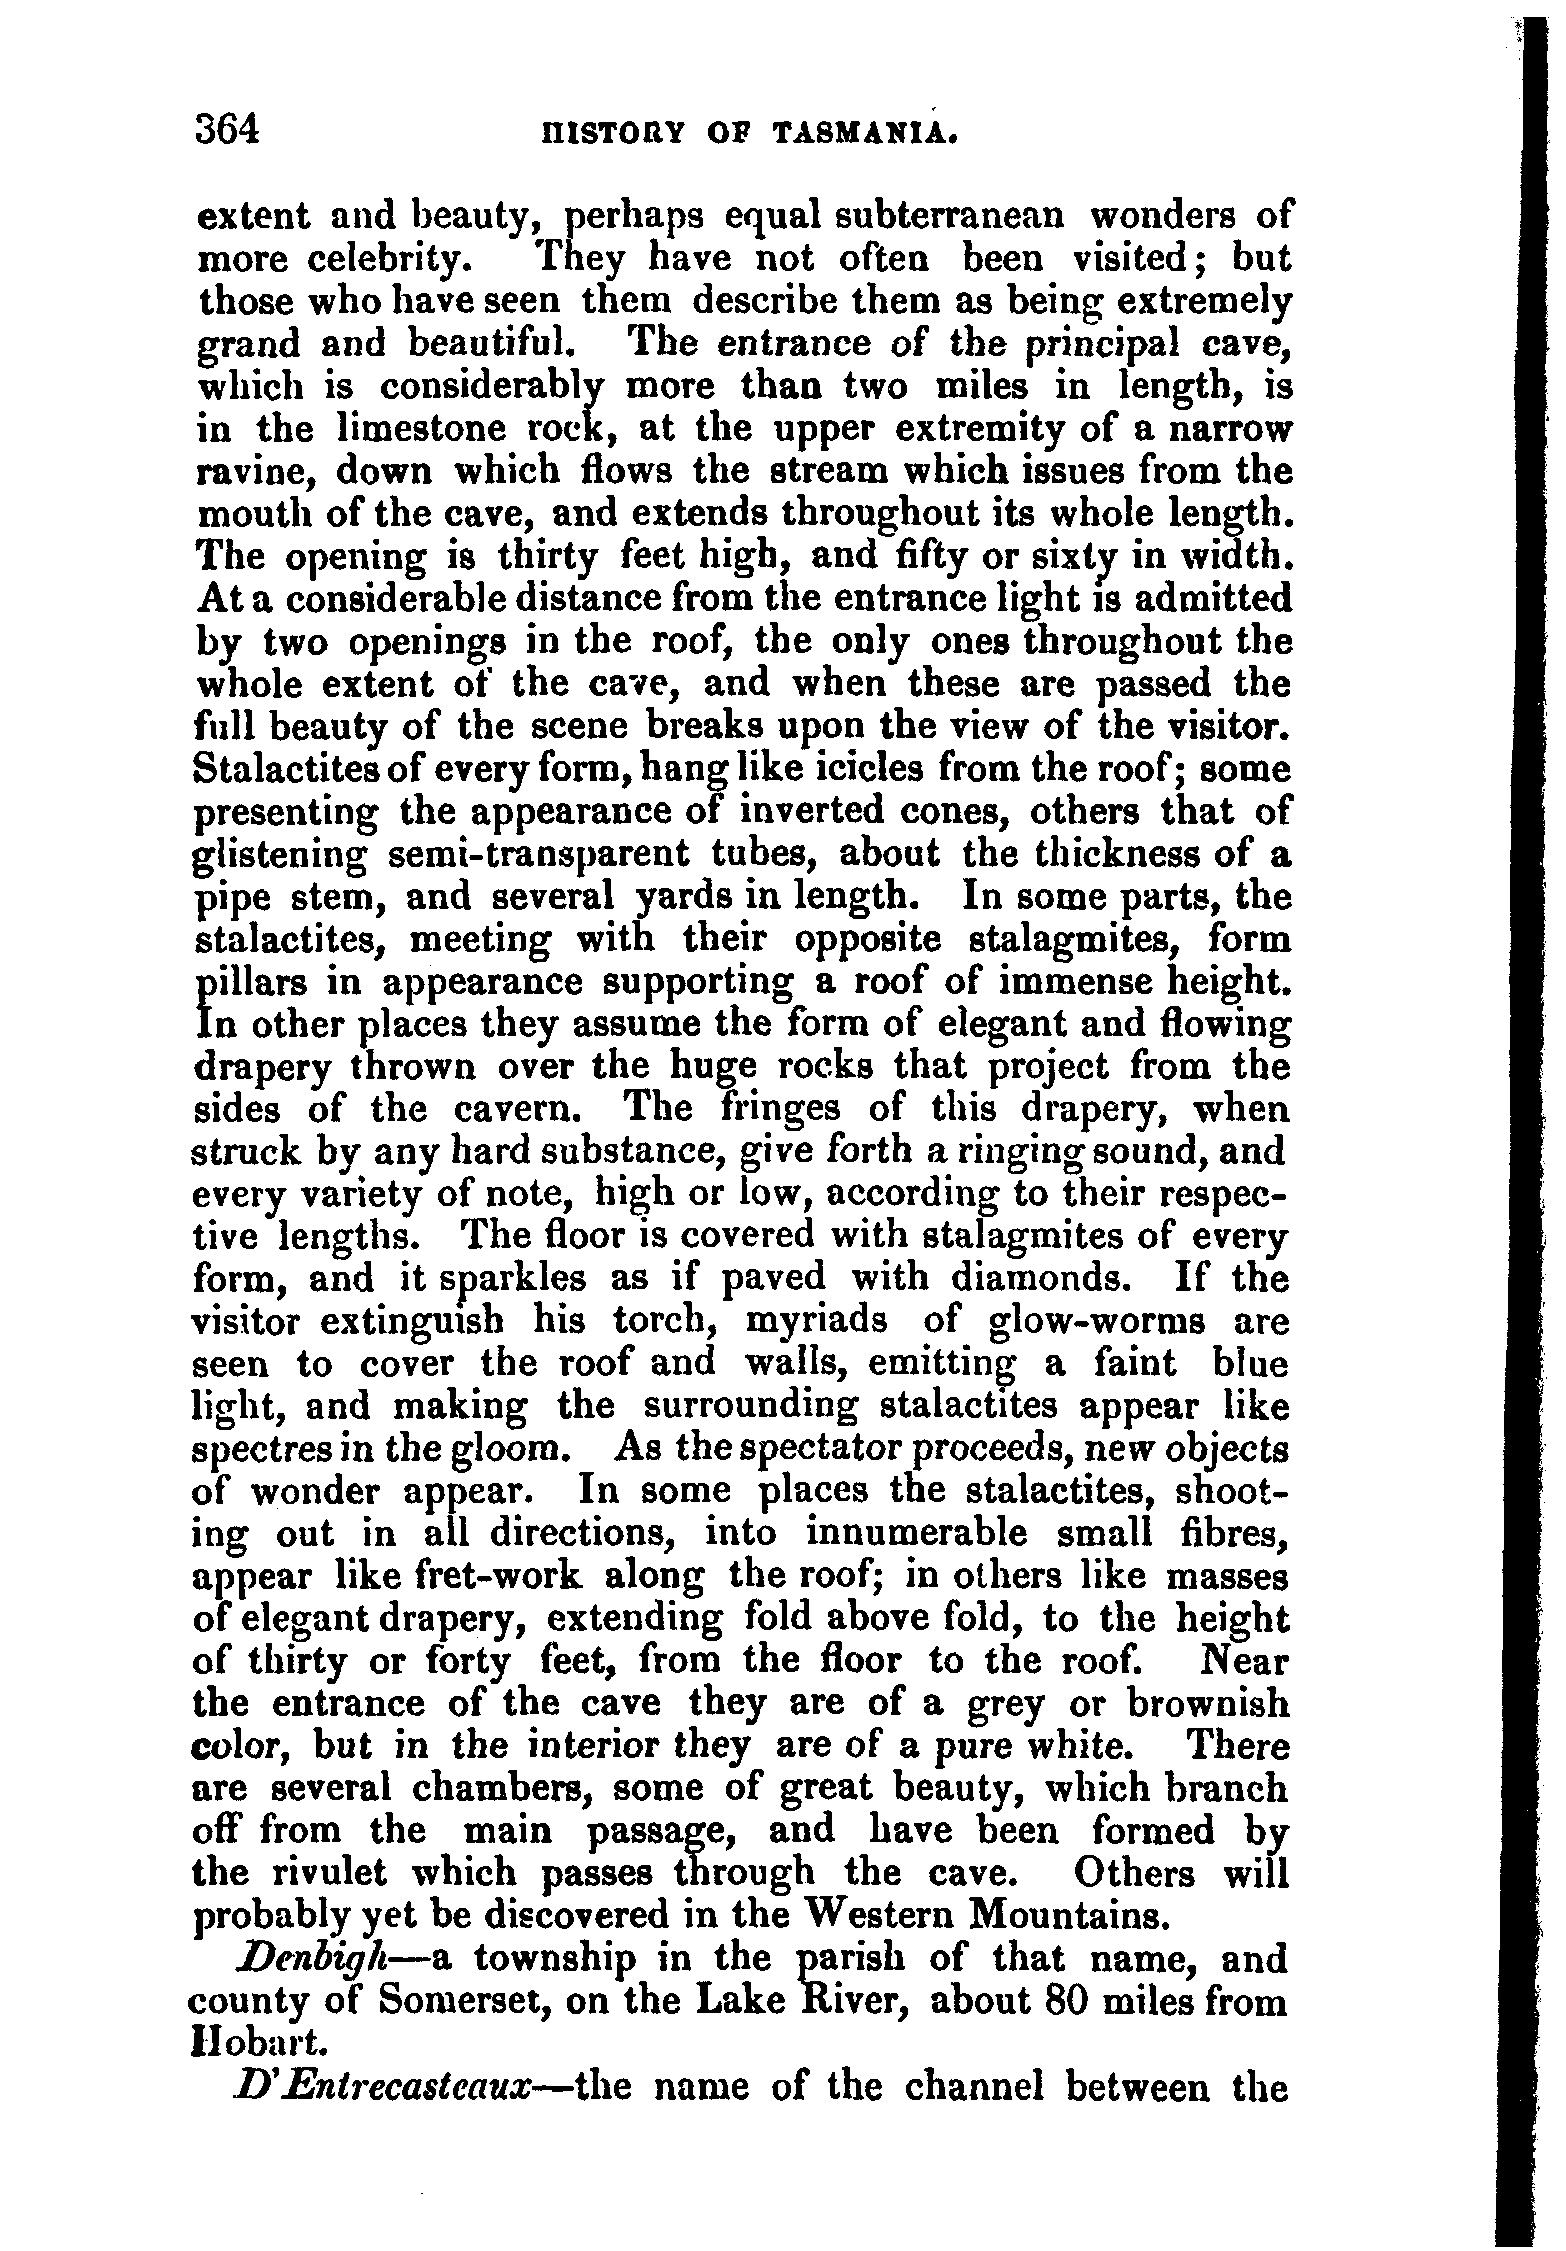 364 HISTORY OF TASMANIA.
extent and beauty, perhaps equal subterranean wonders of
more celebrity. They have not often been visited; but
those who have seen them describe them as being extremely
grand and beautiful. The entrance of the principal cave,
which is considerably more than two miles in length, is
in the limestone rock, at the upper extremity of a narrow
ravine, down which flows the stream which issues from the
mouth of the cave, and extends throughout its whole length.
The opening is thirty feet high, and fifty or sixty in width.
At a considerable distance from the entrance light is admitted
by two openings in the roof, the only ones throughout the
whole extent of the cave, and when these are passed the
full beauty of the scene breaks upon the view of the visitor.
Stalactites of every form, hang like icicles from the roof; some
presenting the appearance of inverted cones, others that of
glistening semi-transparent tubes, about the thickness of a
pipe stem, and several yards in length. In some parts, the
stalactites, meeting with their opposite stalagmites, form
pillars in appearance supporting a roof of immense height.
In other places they assume the form of elegant and flowing
drapery thrown over the huge rocks that project from the
sides of the cavern. The fringes of this drapery, when
struck by any hard substance, give forth a ringing sound, and
every variety of note, high or low, according to their respec-
tive lengths. The floor is covered with stalagmites of every
form, and it sparkles as if paved with diamonds. If the
visitor extinguish his torch, myriads of glow-worms are
seen to cover the roof and walls, emitting a faint blue
light, and making the surrounding stalactites appear like
spectres in the gloom. As the spectator proceeds, new objects
of wonder appear. In some places the stalactites, shoot-
ing out in all directions, into innumerable small fibres,
appear like fret-work along the roof; in others like masses
of elegant drapery, extending fold above fold, to the height
of thirty or forty feet, from the floor to the roof. Near
the entrance of the cave they are of a grey or brownish
color, but in the interior they are of a pure white. There
are several chambers, some of great beauty, which branch
off from the main passage, and have been formed by
the rivulet which passes through the cave. Others will
probably yet be discovered in the Western Mountains.
Denbigh—a township in the parish of that name, and
county of Somerset, on the Lake River, about 80 miles from
Hobart.
D'Entrecasteaux—the name of the channel between the